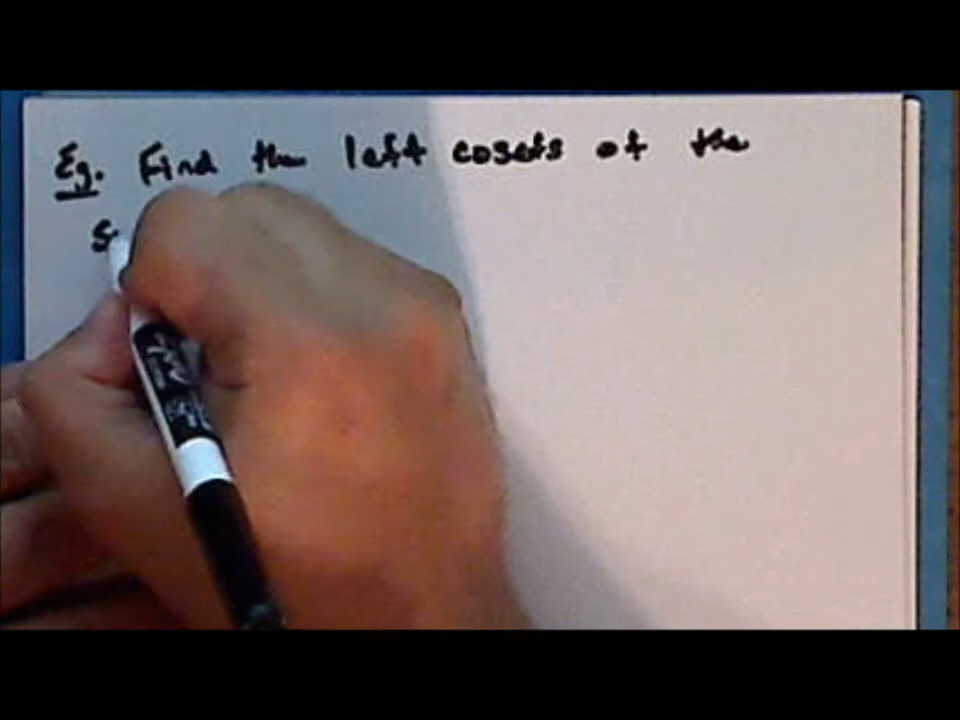 Eg. Find the left cosets of the
S